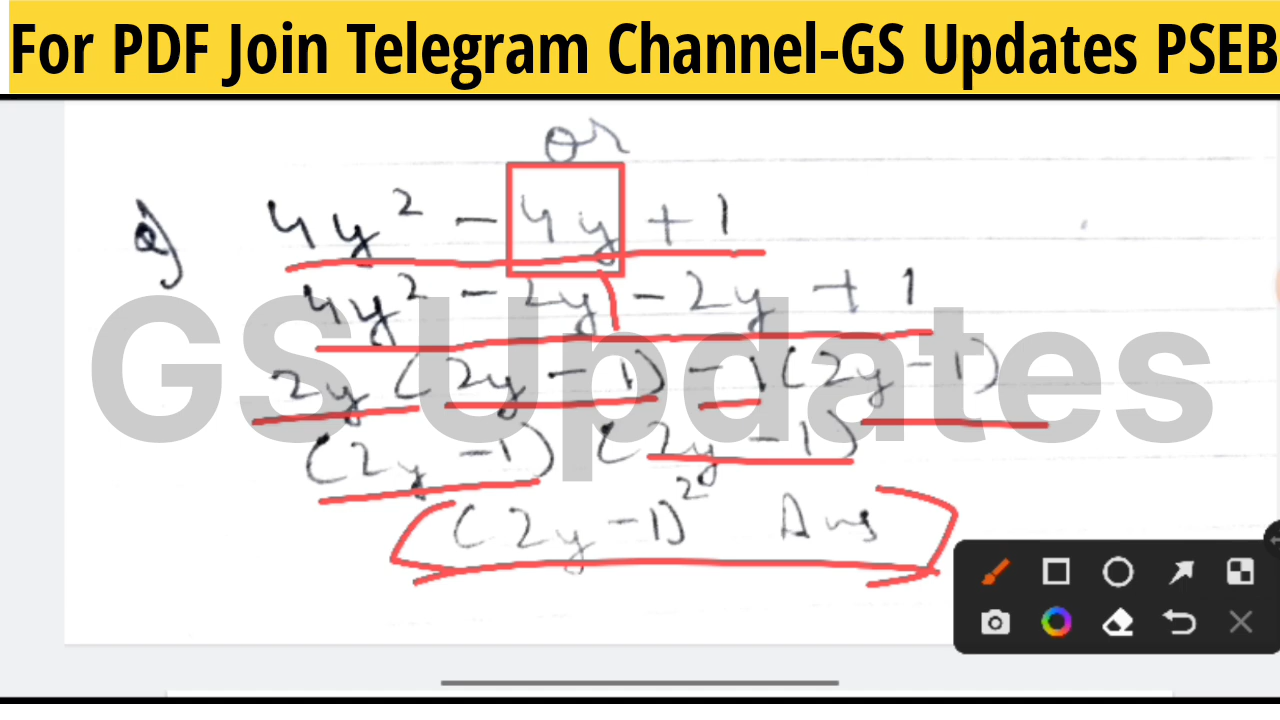 For PDF Join Telegram Channel-GS Updates PSEB
or
Q) 4y² - 4y + 1
4y² - 2y - 2y + 1
2y (2y - 1) - 1 (2y - 1)
(2y - 1) (2y - 1)
(2y - 1)² Ans
GS Updates